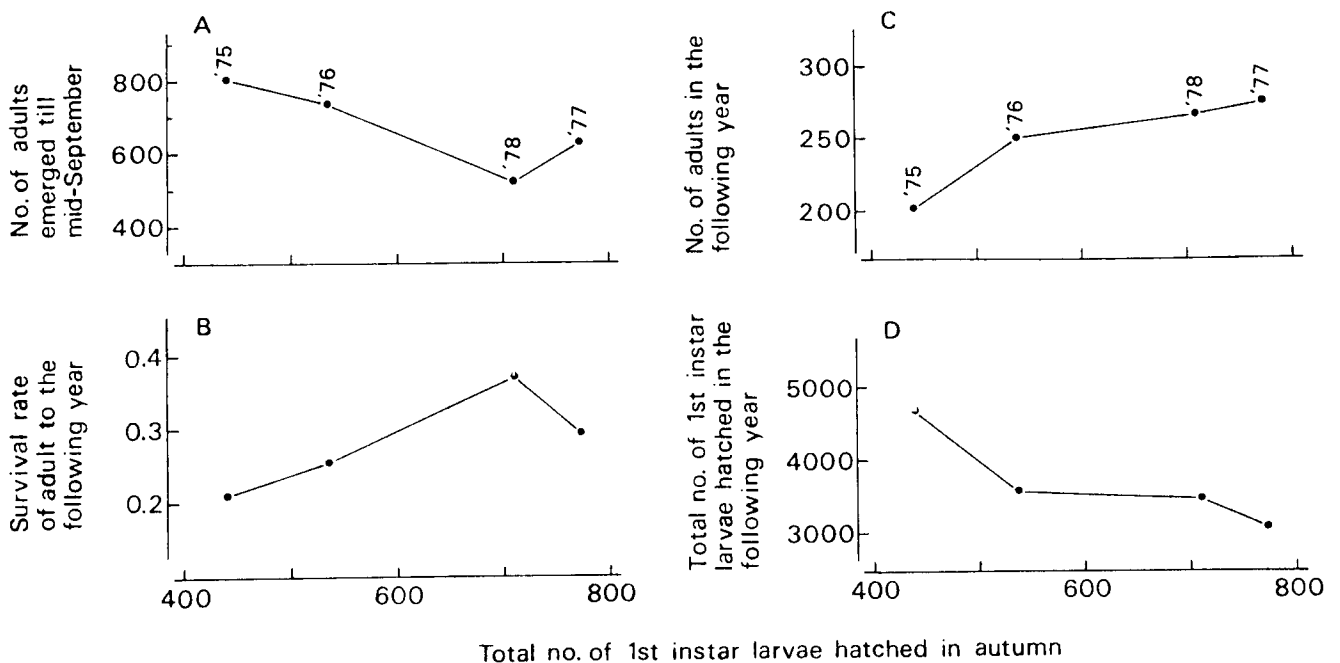 A
No. of adults
emerged till
mid-September
800
600
400
'75
'76
'78
'77
C
No. of adults in the
following year
300
250
200
'75
'76
'78
'77
B
Survival rate
of adult to the
following year
0.4
0.3
0.2
400
600
800
D
Total no. of 1st instar
larvae hatched in the
following year
5000
4000
3000
400
600
800
Total no. of 1st instar larvae hatched in autumn